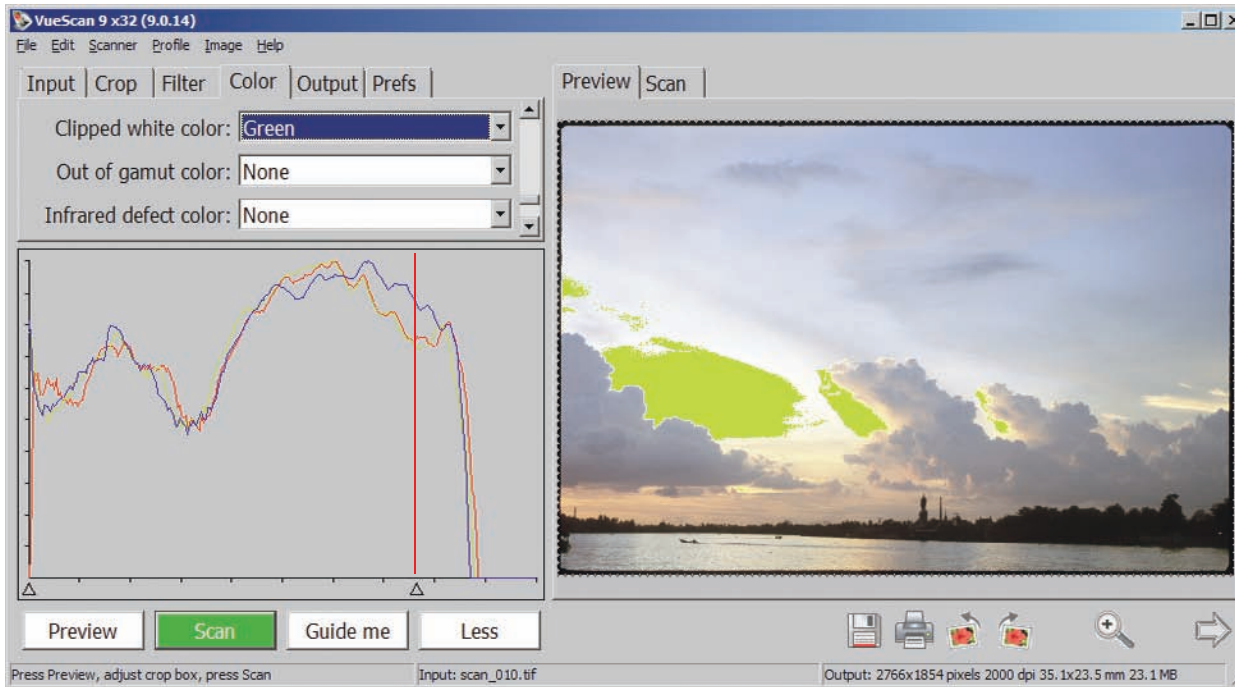 VueScan 9 x32 (9.0.14)
File Edit Scanner Profile Image Help
Input Crop Filter Color Output Prefs
Preview Scan
Clipped white color: Green
Out of gamut color: None
Infrared defect color: None
Preview Scan Guide me Less
Press Preview, adjust crop box, press Scan
Input: scan_010.tif
Output: 2766x1854 pixels 2000 dpi 35.1x23.5 mm 23.1 MB